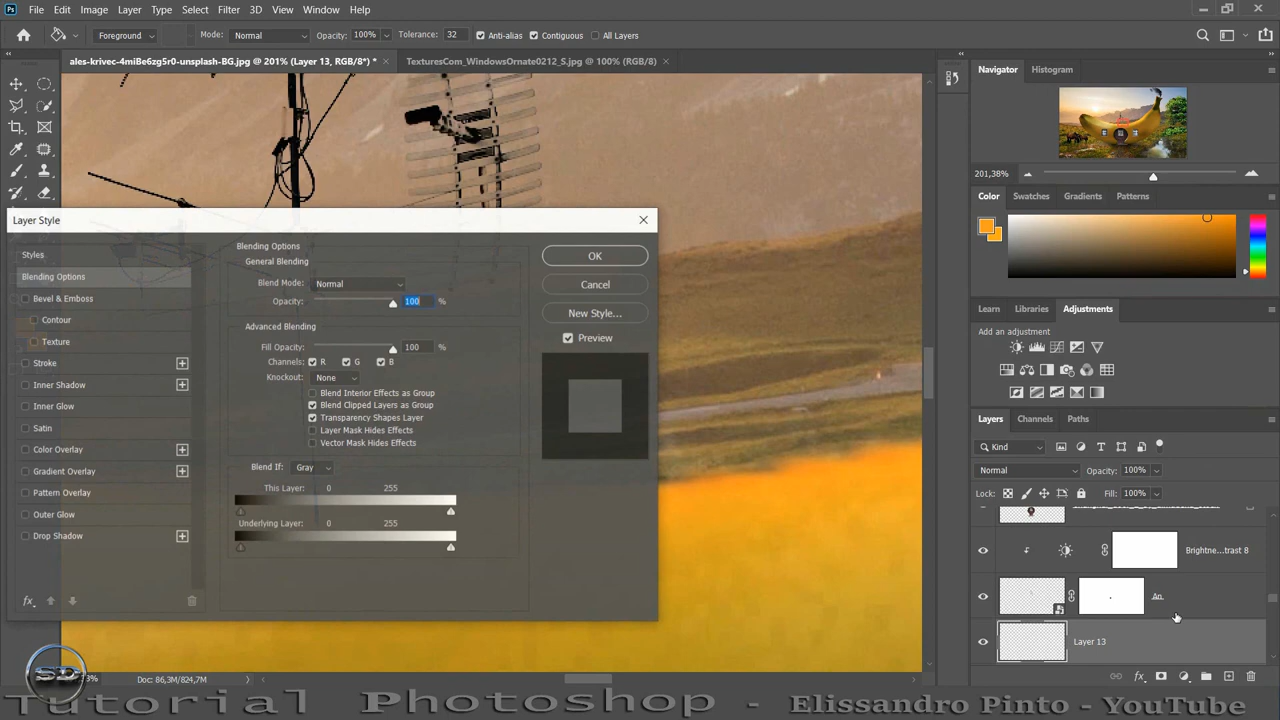 Ps File Edit Image Layer Type Select Filter 3D View Window Help
Foreground Mode: Normal Opacity: 100% Tolerance: 32 Anti-alias Contiguous All Layers
ales-krivec-4miBe6zg5r0-unsplash-BG.jpg @ 201% (Layer 13, RGB/8*) * TexturesCom_WindowsOrnate0212_S.jpg @ 100% (RGB/8)
Navigator Histogram
201,38%
Color Swatches Gradients Patterns
Learn Libraries Adjustments
Add an adjustment
Layers Channels Paths
Kind
Normal Opacity: 100%
Lock: Fill: 100%
Brightne...trast 8
An.
Layer 13
Layer Style
Styles
Blending Options
Bevel & Emboss
Contour
Texture
Stroke
Inner Shadow
Inner Glow
Satin
Color Overlay
Gradient Overlay
Pattern Overlay
Outer Glow
Drop Shadow
fx
Blending Options
General Blending
Blend Mode: Normal
Opacity: 100 %
Advanced Blending
Fill Opacity: 100 %
Channels: R G B
Knockout: None
Blend Interior Effects as Group
Blend Clipped Layers as Group
Transparency Shapes Layer
Layer Mask Hides Effects
Vector Mask Hides Effects
Blend If: Gray
This Layer: 0 255
Underlying Layer: 0 255
OK
Cancel
New Style...
Preview
Doc: 86,3M/824,7M
fx
SD
Tutorial Photoshop - Elissandro Pinto - YouTube